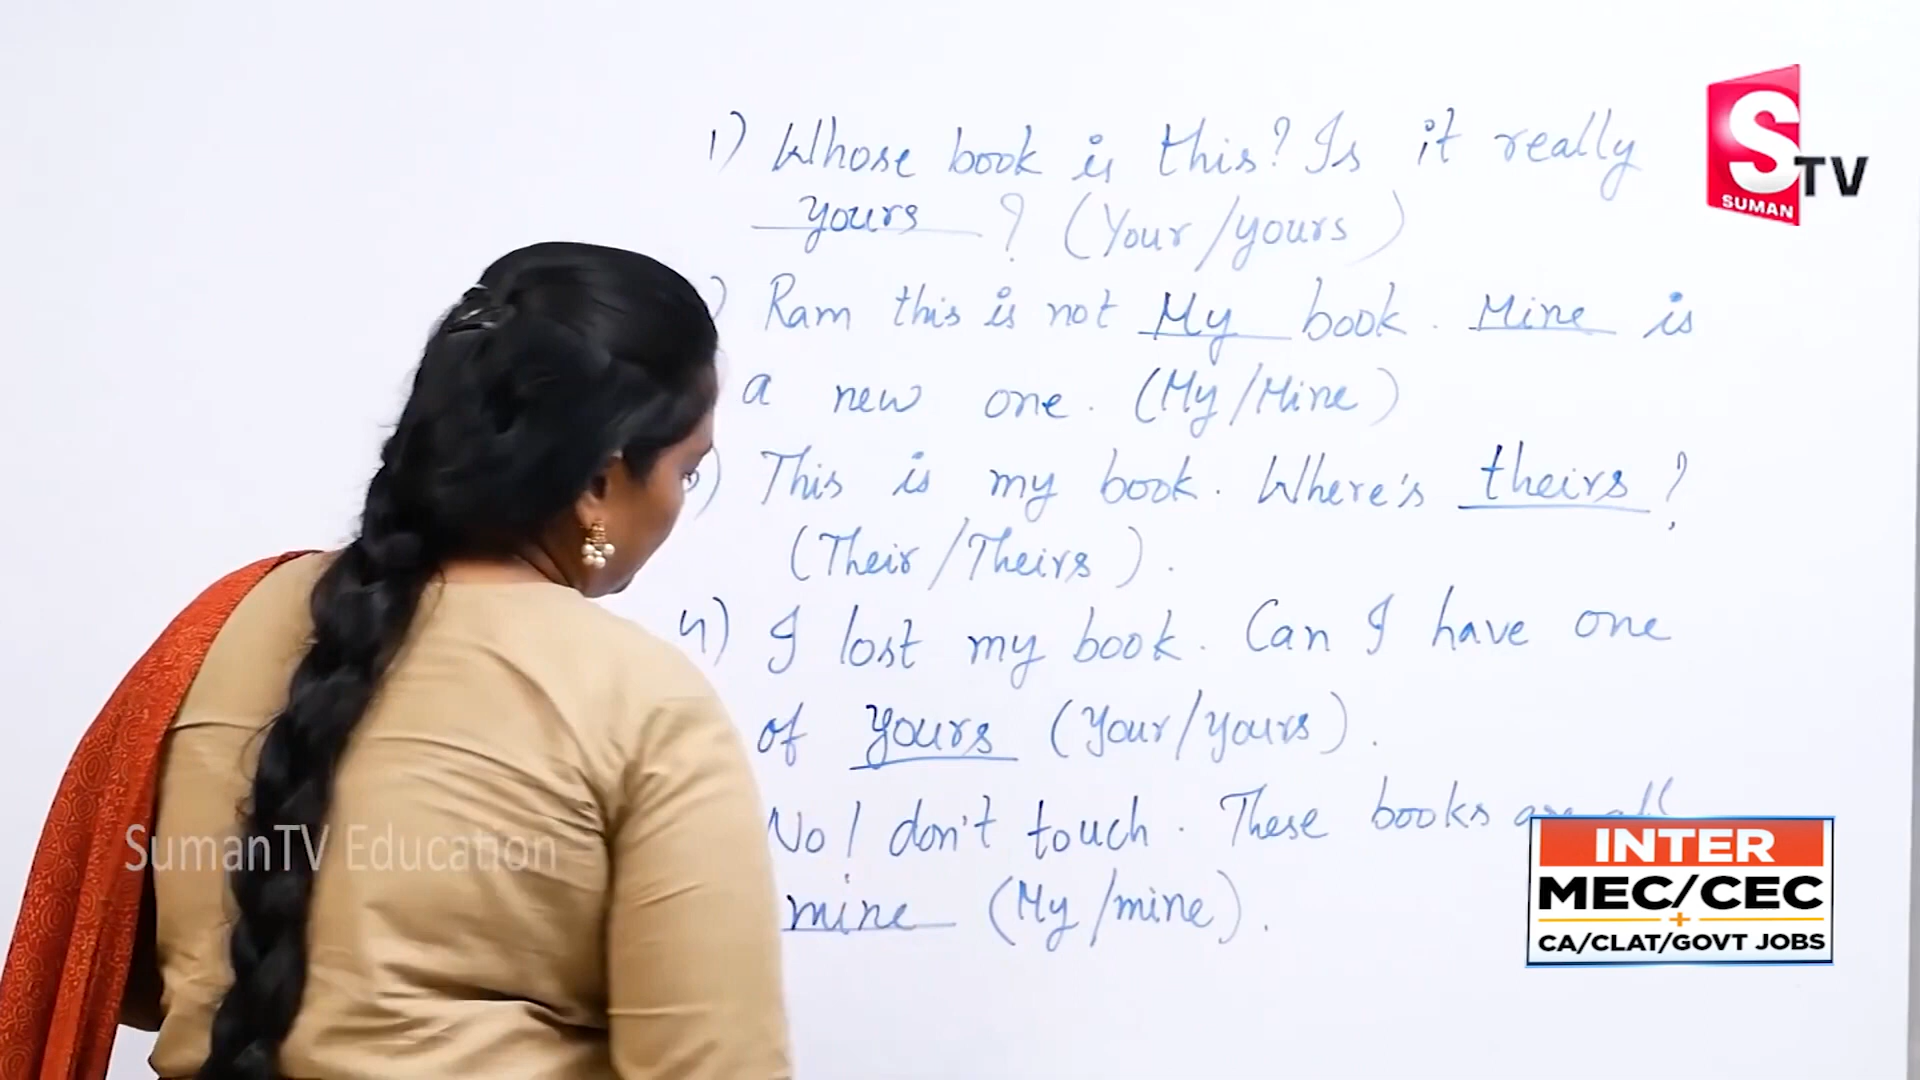 1) Whose book is this? Is it really
yours ? (Your/yours)
) Ram this is not My book. Mine is
a new one. (My/Mine)
) This is my book. Where's theirs ?
(Their/Theirs).
4) I lost my book. Can I have one
of yours (Your/yours).
No! don't touch. These books are all
mine (My/mine).
S TV
SUMAN
SumanTV Education
INTER
MEC/CEC
+
CA/CLAT/GOVT JOBS